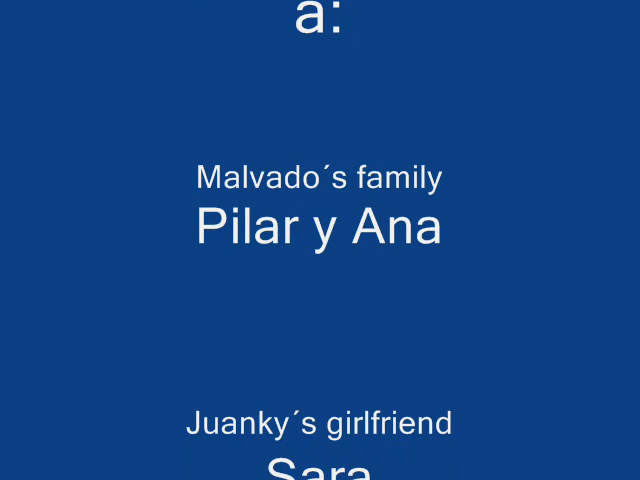 a:
Malvado´s family
Pilar y Ana
Juanky´s girlfriend
Sara